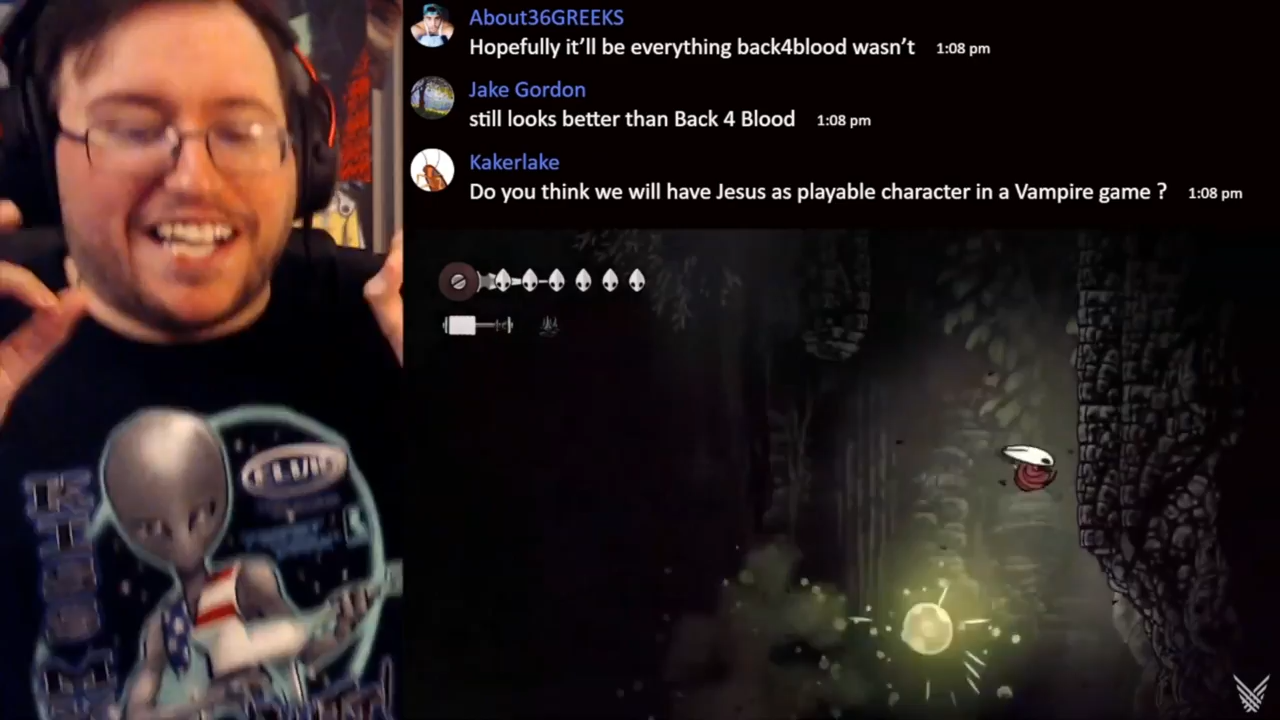 About36GREEKS
Hopefully it’ll be everything back4blood wasn’t 1:08 pm
Jake Gordon
still looks better than Back 4 Blood 1:08 pm
Kakerlake
Do you think we will have Jesus as playable character in a Vampire game ? 1:08 pm